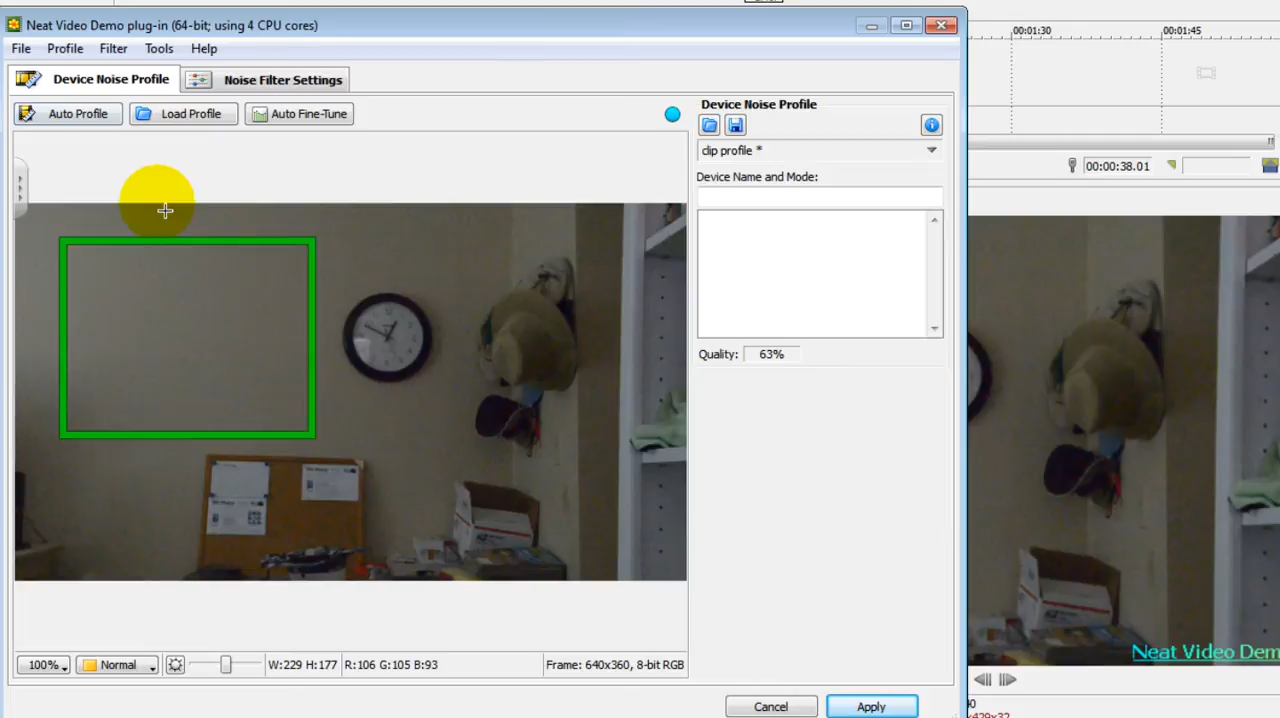 Neat Video Demo plug-in (64-bit; using 4 CPU cores)
File Profile Filter Tools Help
Device Noise Profile Noise Filter Settings
Auto Profile Load Profile Auto Fine-Tune
Device Noise Profile
clip profile *
Device Name and Mode:
Quality: 63%
100% Normal W:229 H:177 R:106 G:105 B:93 Frame: 640x360, 8-bit RGB
Cancel Apply
00:01:30 00:01:45
00:00:38.01
Neat Video Dem